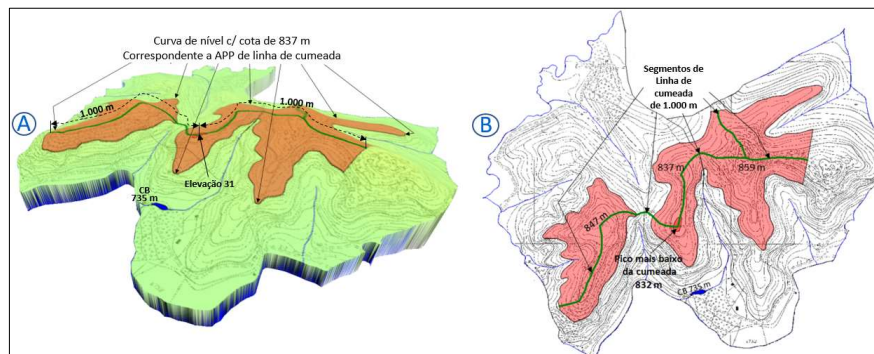 Curva de nível c/ cota de 837 m
Correspondente a APP de linha de cumeada
A
1.000 m
1.000 m
Elevação 31
CB
735 m
B
Segmentos de
Linha de
cumeada
de 1.000 m
837 m
859 m
847 m
Pico mais baixo
da cumeada
832 m
CB 735 m